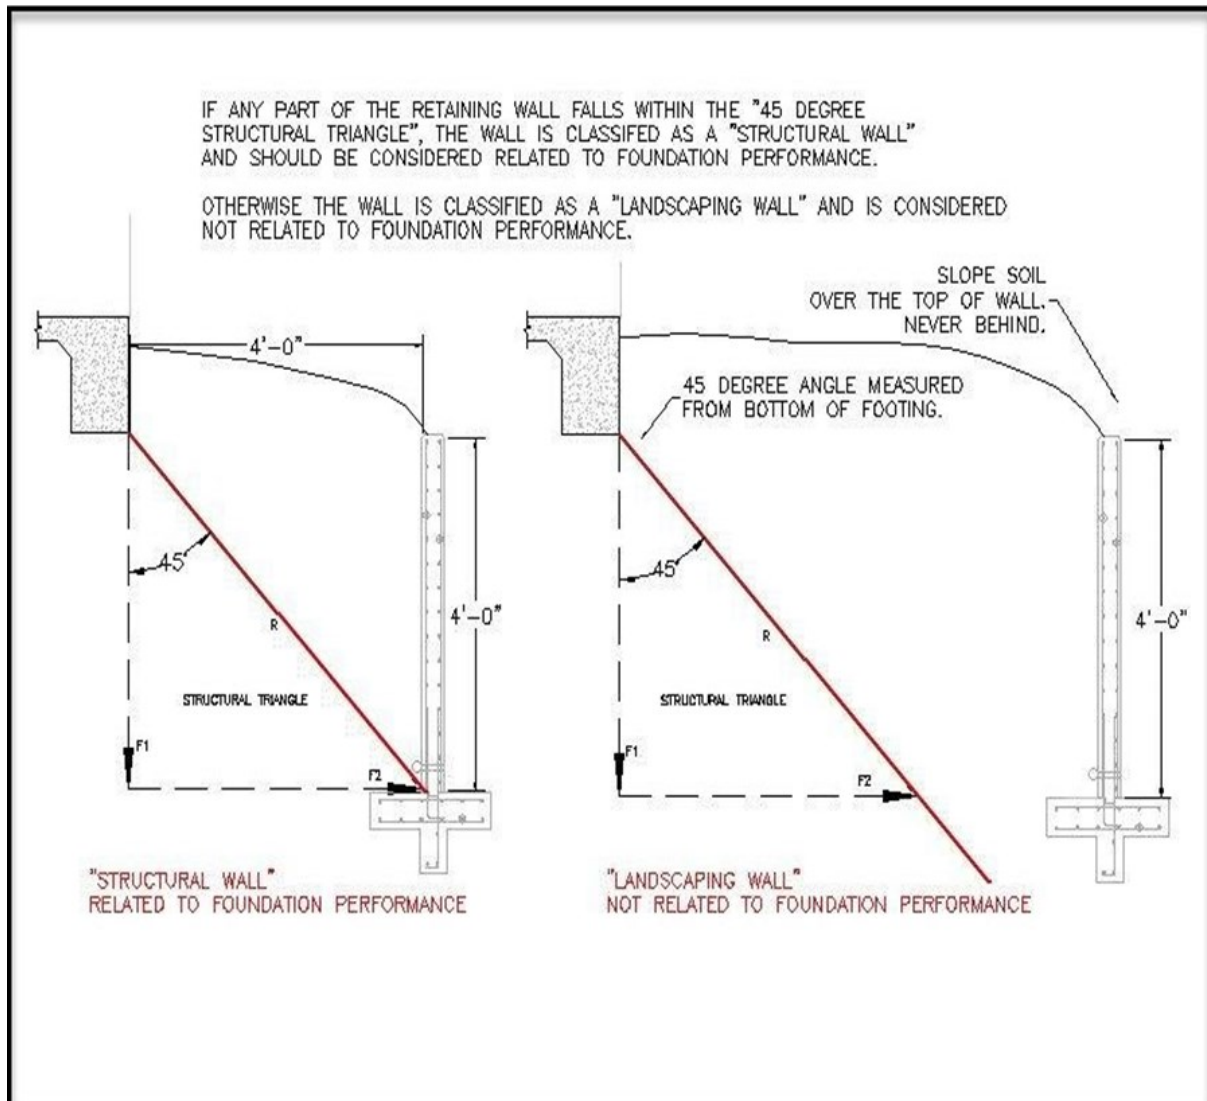 IF ANY PART OF THE RETAINING WALL FALLS WITHIN THE "45 DEGREE
STRUCTURAL TRIANGLE", THE WALL IS CLASSIFED AS A "STRUCTURAL WALL"
AND SHOULD BE CONSIDERED RELATED TO FOUNDATION PERFORMANCE.
OTHERWISE THE WALL IS CLASSIFIED AS A "LANDSCAPING WALL" AND IS CONSIDERED
NOT RELATED TO FOUNDATION PERFORMANCE.
SLOPE SOIL
OVER THE TOP OF WALL.
NEVER BEHIND.
4'-0"
45 DEGREE ANGLE MEASURED
FROM BOTTOM OF FOOTING.
45°
45°
4'-0"
4'-0"
R
R
STRUCTURAL TRIANGLE
STRUCTURAL TRIANGLE
F1
F1
F2
F2
"STRUCTURAL WALL"
RELATED TO FOUNDATION PERFORMANCE
"LANDSCAPING WALL"
NOT RELATED TO FOUNDATION PERFORMANCE